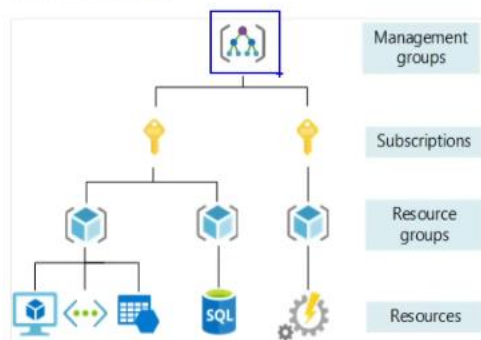 Management
groups
Subscriptions
Resource
groups
SQL
Resources